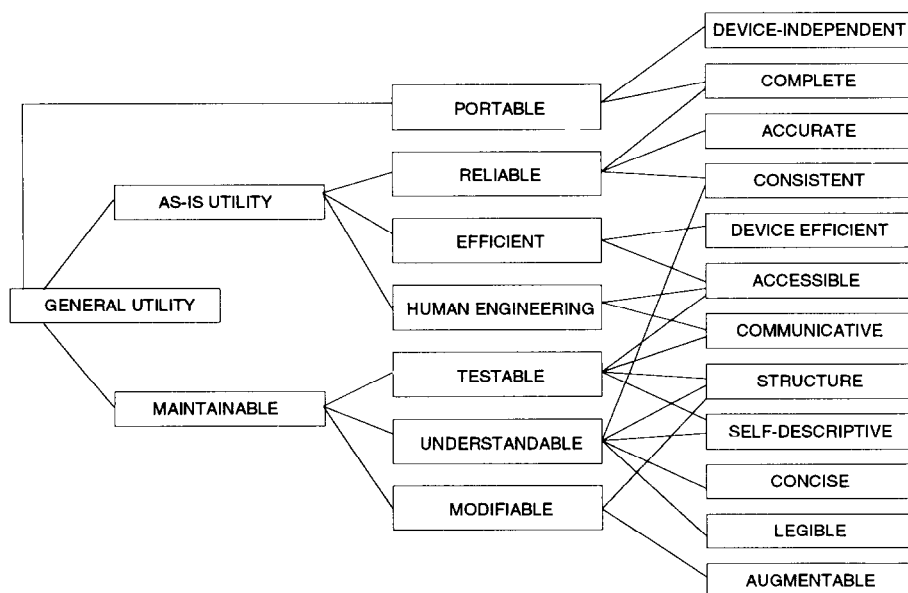 DEVICE-INDEPENDENT
COMPLETE
PORTABLE
ACCURATE
RELIABLE
CONSISTENT
AS-IS UTILITY
EFFICIENT
DEVICE EFFICIENT
ACCESSIBLE
GENERAL UTILITY
HUMAN ENGINEERING
COMMUNICATIVE
TESTABLE
STRUCTURE
MAINTAINABLE
UNDERSTANDABLE
SELF-DESCRIPTIVE
CONCISE
MODIFIABLE
LEGIBLE
AUGMENTABLE